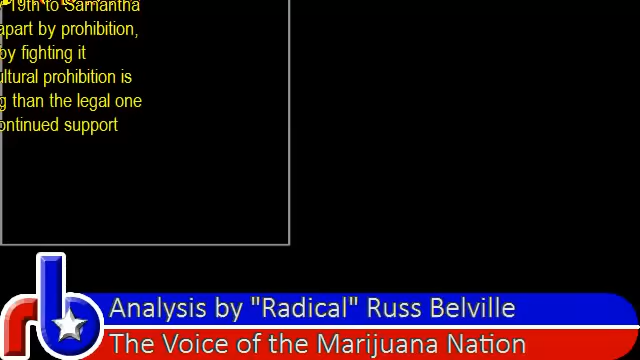 19th to Samantha
apart by prohibition,
by fighting it
ultural prohibition is
g than the legal one
ontinued support
rb
Analysis by "Radical" Russ Belville
The Voice of the Marijuana Nation